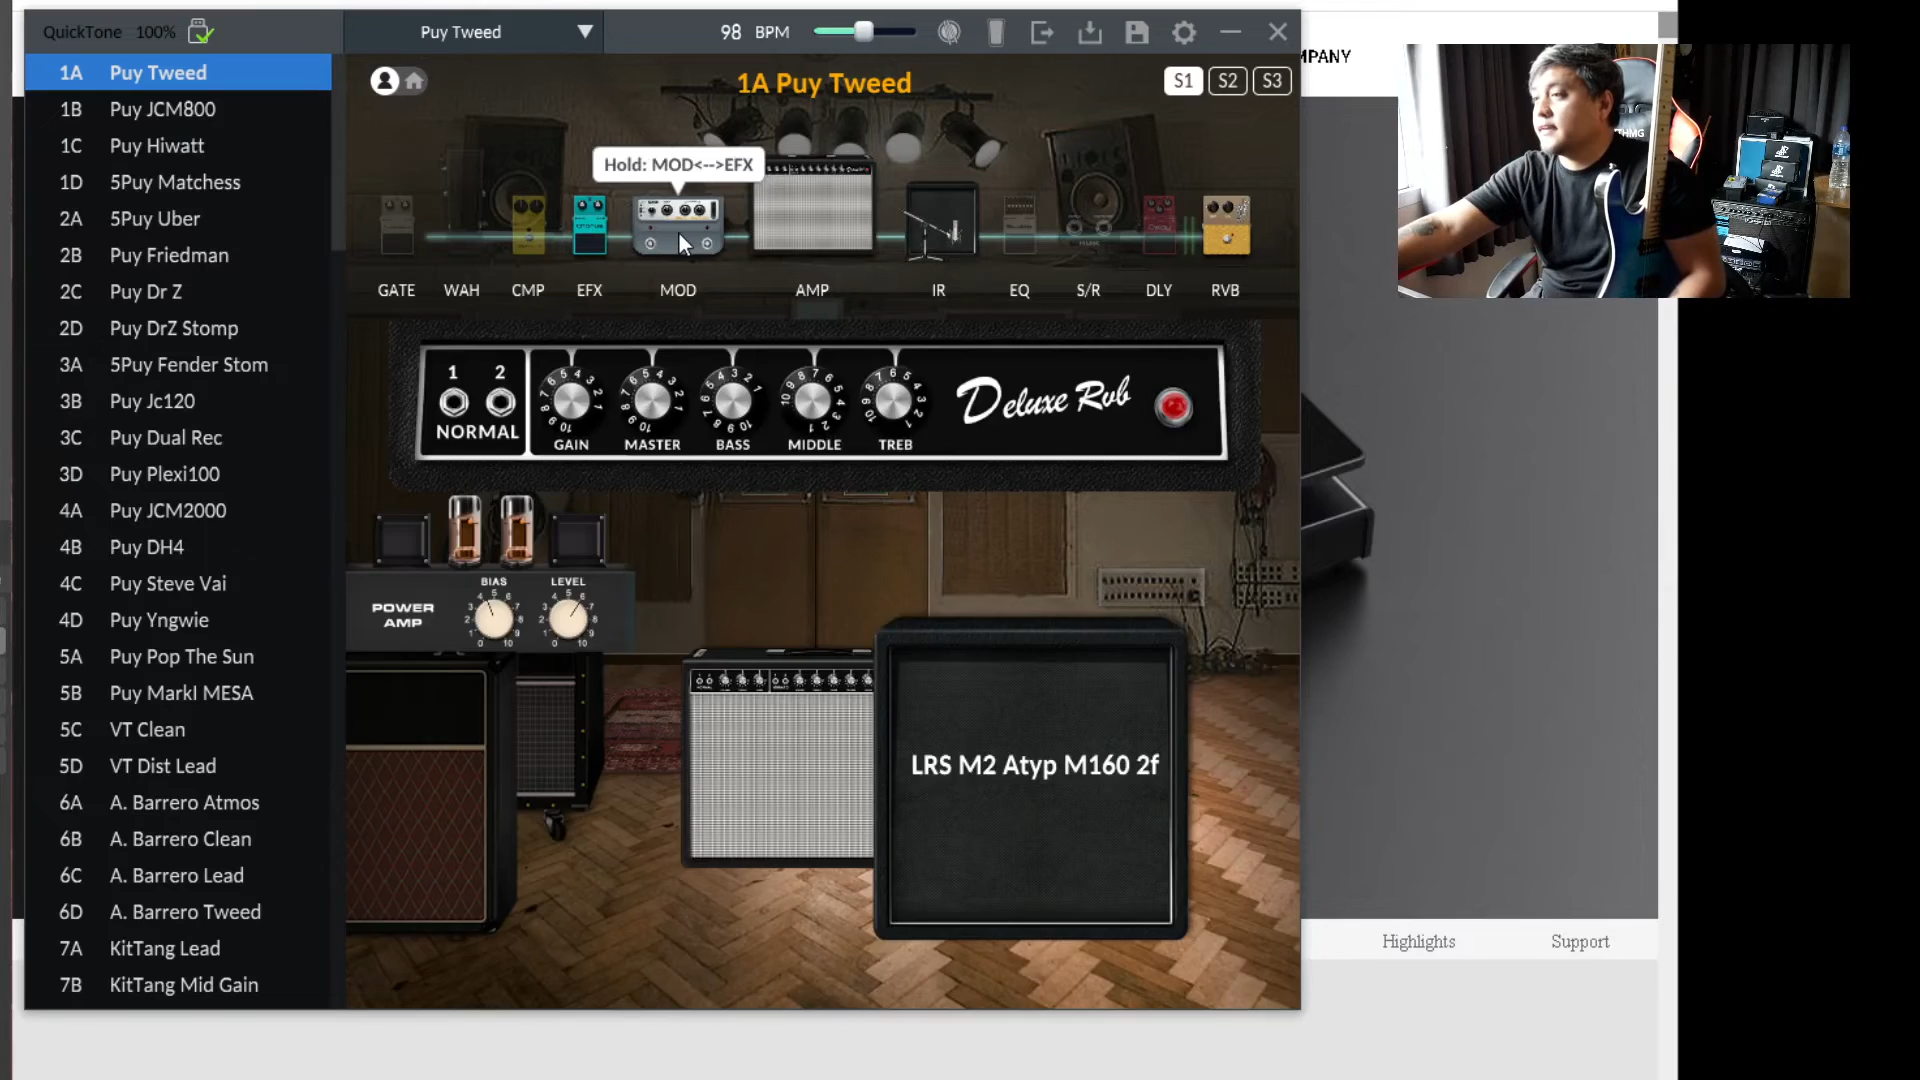 QuickTone 100%
Puy Tweed
98 BPM
MPANY
1A Puy Tweed
1B Puy JCM800
1C Puy Hiwatt
1D 5Puy Matchess
2A 5Puy Uber
2B Puy Friedman
2C Puy Dr Z
2D Puy DrZ Stomp
3A 5Puy Fender Stom
3B Puy Jc120
3C Puy Dual Rec
3D Puy Plexi100
4A Puy JCM2000
4B Puy DH4
4C Puy Steve Vai
4D Puy Yngwie
5A Puy Pop The Sun
5B Puy MarkI MESA
5C VT Clean
5D VT Dist Lead
6A A. Barrero Atmos
6B A. Barrero Clean
6C A. Barrero Lead
6D A. Barrero Tweed
7A KitTang Lead
7B KitTang Mid Gain
1A Puy Tweed
S1 S2 S3
Hold: MOD<-->EFX
GATE WAH CMP EFX MOD AMP IR EQ S/R DLY RVB
1 2
NORMAL
GAIN MASTER BASS MIDDLE TREB
Deluxe Rvb
POWER AMP
BIAS LEVEL
LRS M2 Atyp M160 2f
Highlights Support